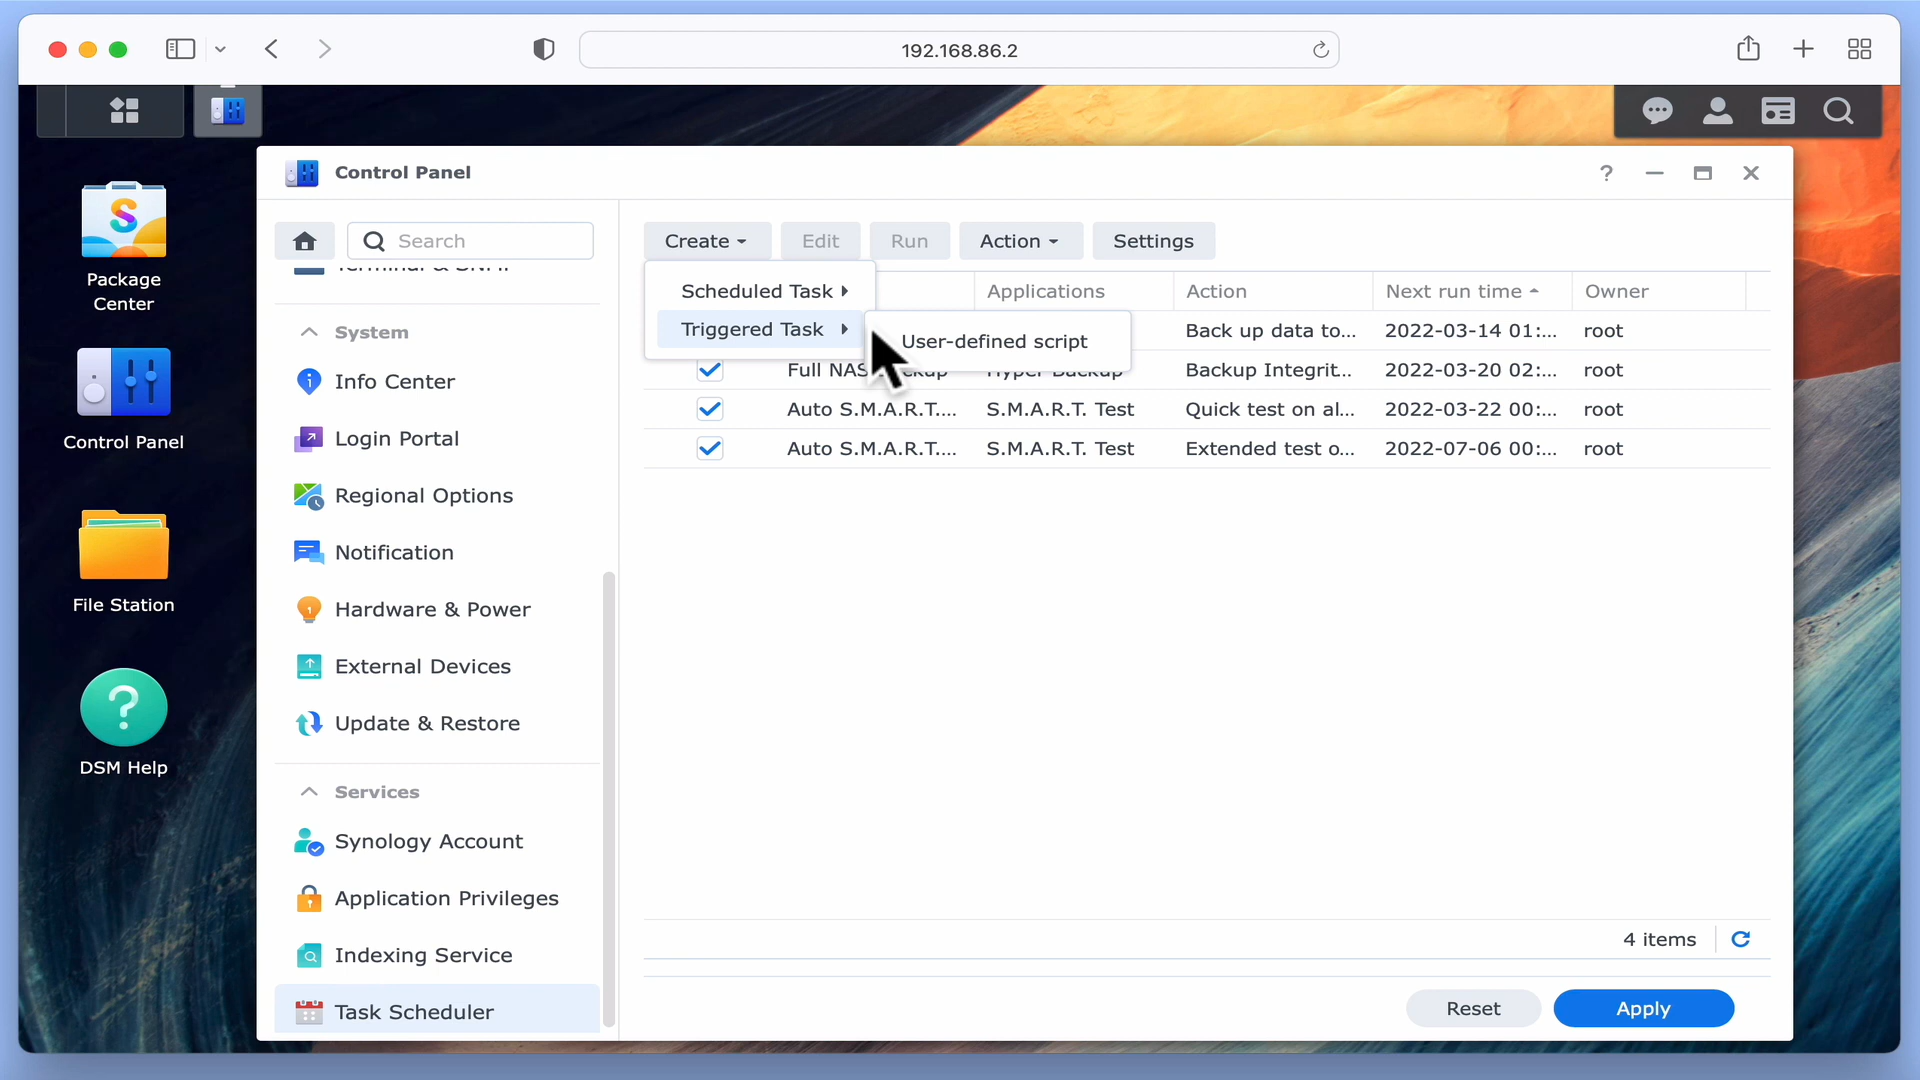 192.168.86.2
Control Panel
Package
Center
Control Panel
File Station
DSM Help
Search
System
Info Center
Login Portal
Regional Options
Notification
Hardware & Power
External Devices
Update & Restore
Services
Synology Account
Application Privileges
Indexing Service
Task Scheduler
Create Edit Run Action Settings
Scheduled Task
Triggered Task
User-defined script
Applications Action Next run time Owner
Back up data to... 2022-03-14 01:... root
Full NAS Hyper Backup Backup Integrit... 2022-03-20 02:... root
Auto S.M.A.R.T.... S.M.A.R.T. Test Quick test on al... 2022-03-22 00:... root
Auto S.M.A.R.T.... S.M.A.R.T. Test Extended test o... 2022-07-06 00:... root
4 items
Reset Apply